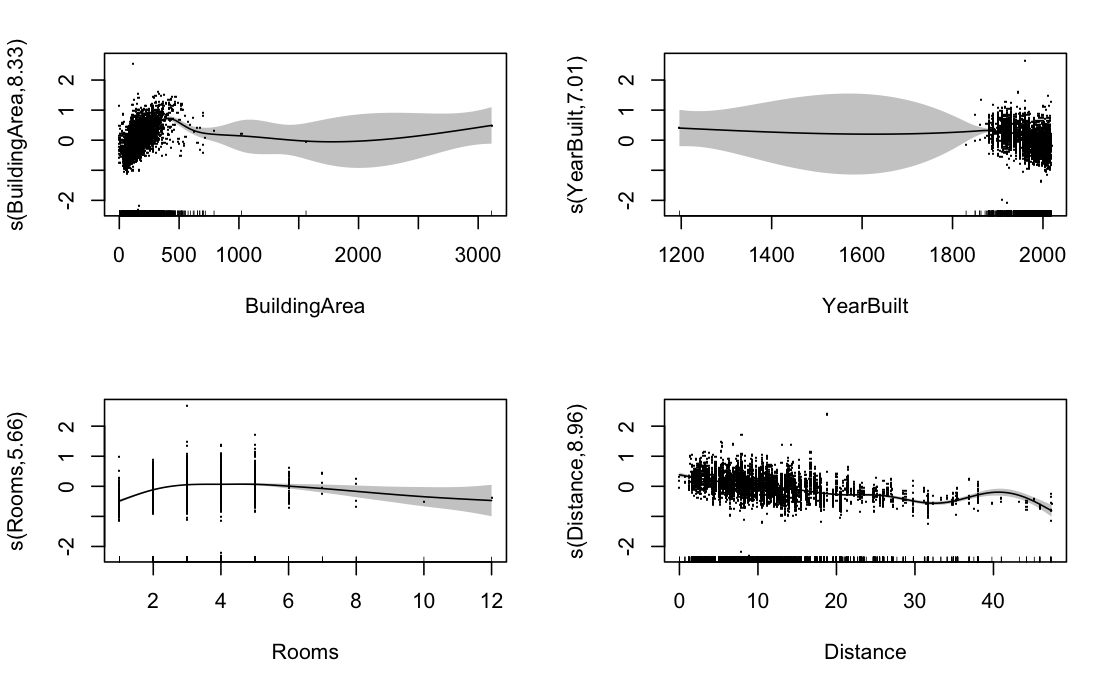 s(BuildingArea,8.33)
2
1
0
-2
0 500 1000 2000 3000
BuildingArea
s(YearBuilt,7.01)
2
1
0
-2
1200 1400 1600 1800 2000
YearBuilt
s(Rooms,5.66)
2
1
0
-2
2 4 6 8 10 12
Rooms
s(Distance,8.96)
2
1
0
-2
0 10 20 30 40
Distance